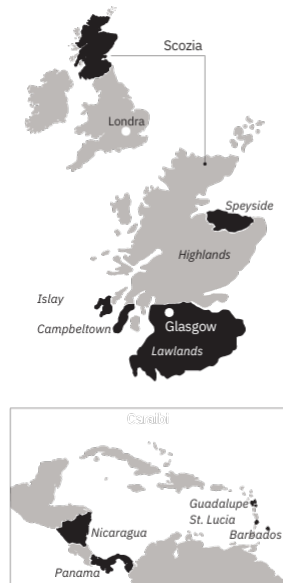 Scozia
Londra
Speyside
Highlands
Islay
Campbeltown
Glasgow
Lawlands
Caraibi
Guadalupe
St. Lucia
Barbados
Nicaragua
Panama